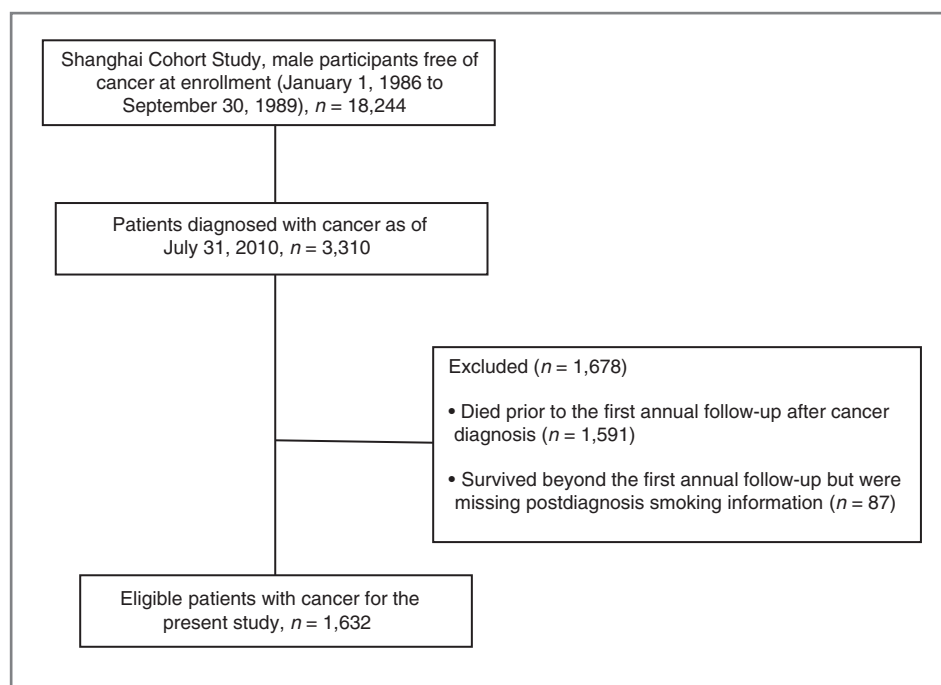 Shanghai Cohort Study, male participants free of
cancer at enrollment (January 1, 1986 to
September 30, 1989), n = 18,244
Patients diagnosed with cancer as of
July 31, 2010, n = 3,310
Excluded (n = 1,678)
• Died prior to the first annual follow-up after cancer
diagnosis (n = 1,591)
• Survived beyond the first annual follow-up but were
missing postdiagnosis smoking information (n = 87)
Eligible patients with cancer for the
present study, n = 1,632